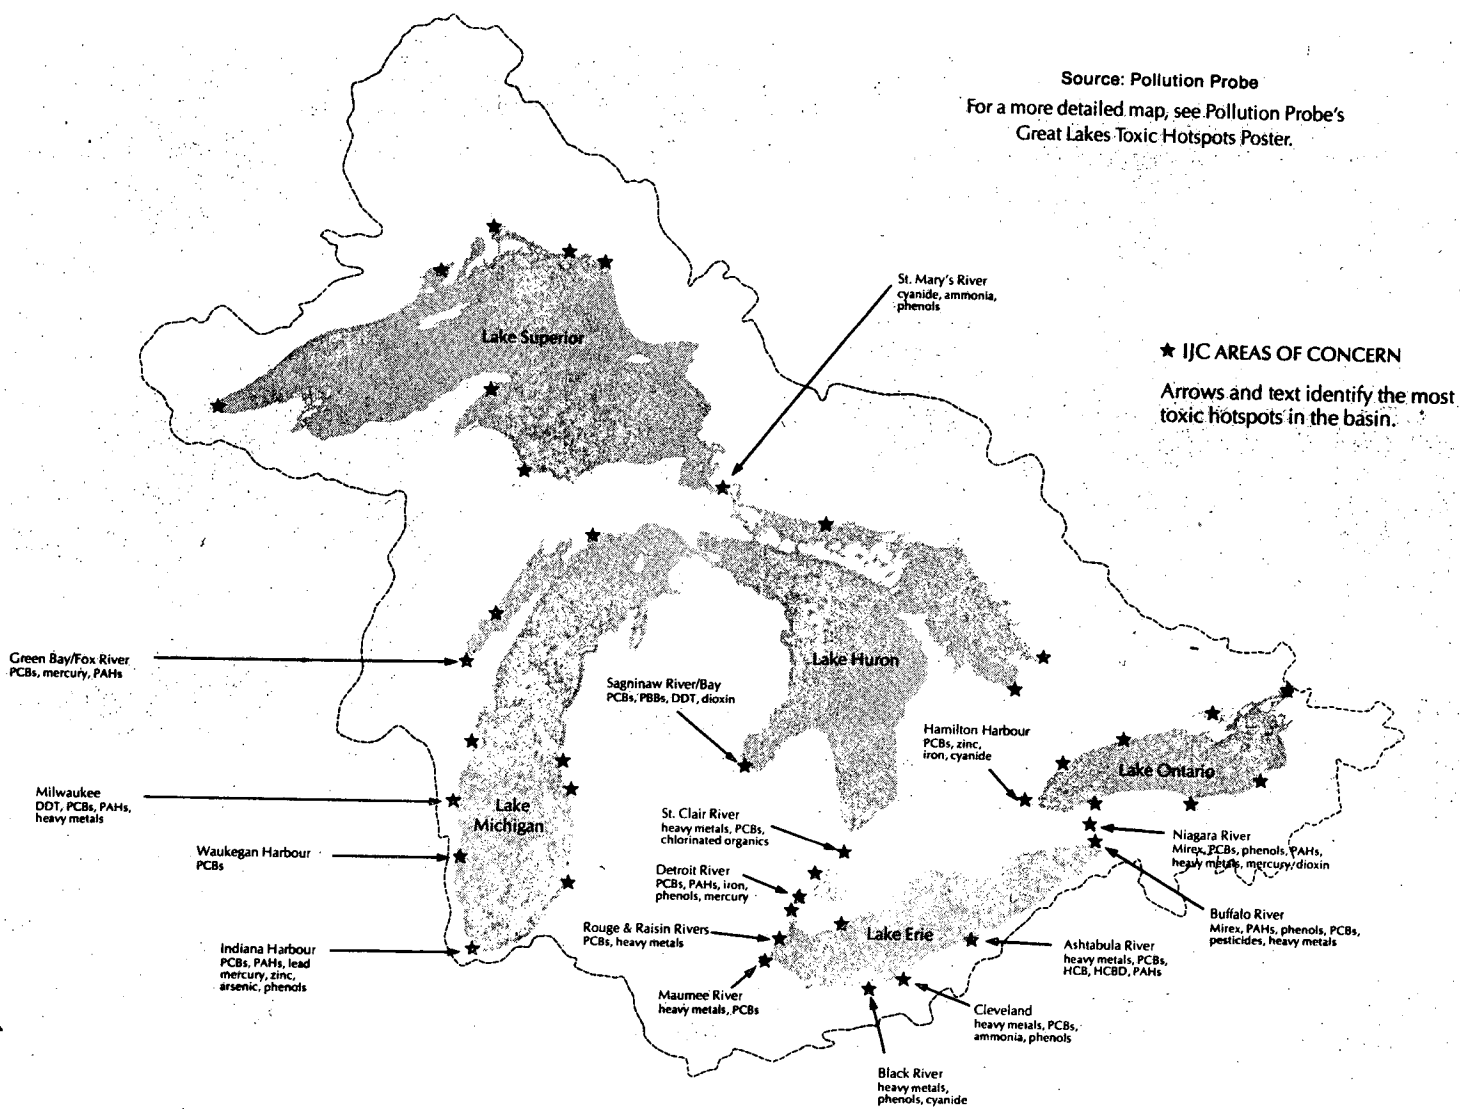 Source: Pollution Probe
For a more detailed map, see Pollution Probe's
Great Lakes Toxic Hotspots Poster.
St. Mary's River
cyanide, ammonia,
phenols
Lake Superior
★ IJC AREAS OF CONCERN
Arrows and text identify the most
toxic hotspots in the basin.
Green Bay/Fox River
PCBs, mercury, PAHs
Lake Huron
Sagninaw River/Bay
PCBs, PBBs, DDT, dioxin
Hamilton Harbour
PCBs, zinc,
iron, cyanide
Lake Ontario
Milwaukee
DDT, PCBs, PAHs,
heavy metals
Lake
Michigan
St. Clair River
heavy metals, PCBs,
chlorinated organics
Niagara River
Mirex, PCBs, phenols, PAHs,
heavy metals, mercury, dioxin
Waukegan Harbour
PCBs
Detroit River
PCBs, PAHs, iron,
phenols, mercury
Buffalo River
Mirex, PAHs, phenols, PCBs,
pesticides, heavy metals
Rouge & Raisin Rivers
PCBs, heavy metals
Lake Erie
Indiana Harbour
PCBs, PAHs, lead
mercury, zinc,
arsenic, phenols
Ashtabula River
heavy metals, PCBs,
HCB, HCBD, PAHs
Maumee River
heavy metals, PCBs
Cleveland
heavy metals, PCBs,
ammonia, phenols
Black River
heavy metals,
phenols, cyanide